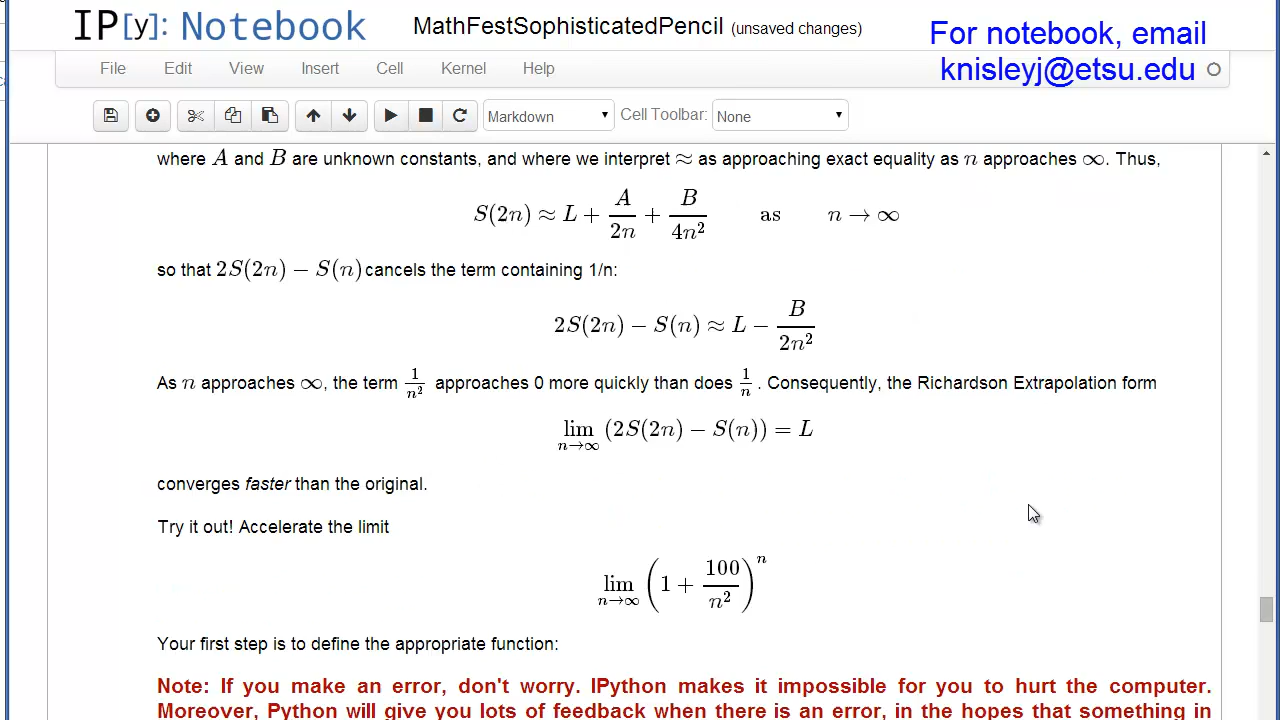 IP[y]: Notebook MathFestSophisticatedPencil (unsaved changes)
For notebook, email
knisleyj@etsu.edu
File Edit View Insert Cell Kernel Help
Markdown Cell Toolbar: None
where A and B are unknown constants, and where we interpret ≈ as approaching exact equality as n approaches ∞. Thus,
S(2n) ≈ L + A/2n + B/4n² as n → ∞
so that 2S(2n) − S(n) cancels the term containing 1/n:
2S(2n) − S(n) ≈ L − B/2n²
As n approaches ∞, the term 1/n² approaches 0 more quickly than does 1/n . Consequently, the Richardson Extrapolation form
lim n→∞ (2S(2n) − S(n)) = L
converges faster than the original.
Try it out! Accelerate the limit
lim n→∞ (1 + 100/n²)ⁿ
Your first step is to define the appropriate function:
Note: If you make an error, don't worry. IPython makes it impossible for you to hurt the computer.
Moreover, Python will give you lots of feedback when there is an error, in the hopes that something in